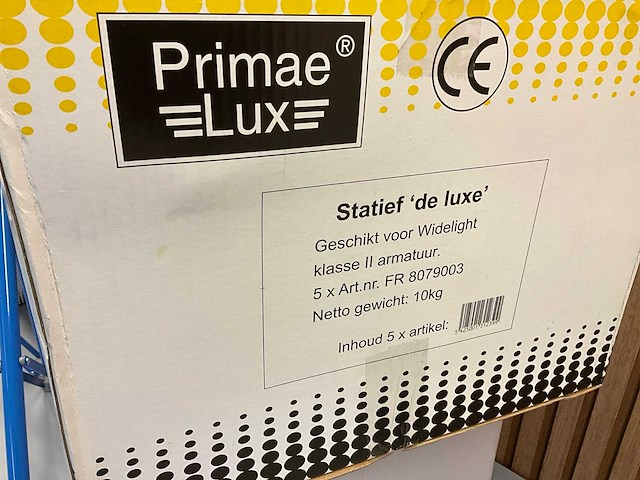 Primae®
Lux
CE
Statief ‘de luxe’
Geschikt voor Widelight
klasse II armatuur.
5 x Art.nr. FR 8079003
Netto gewicht: 10kg
Inhoud 5 x artikel: